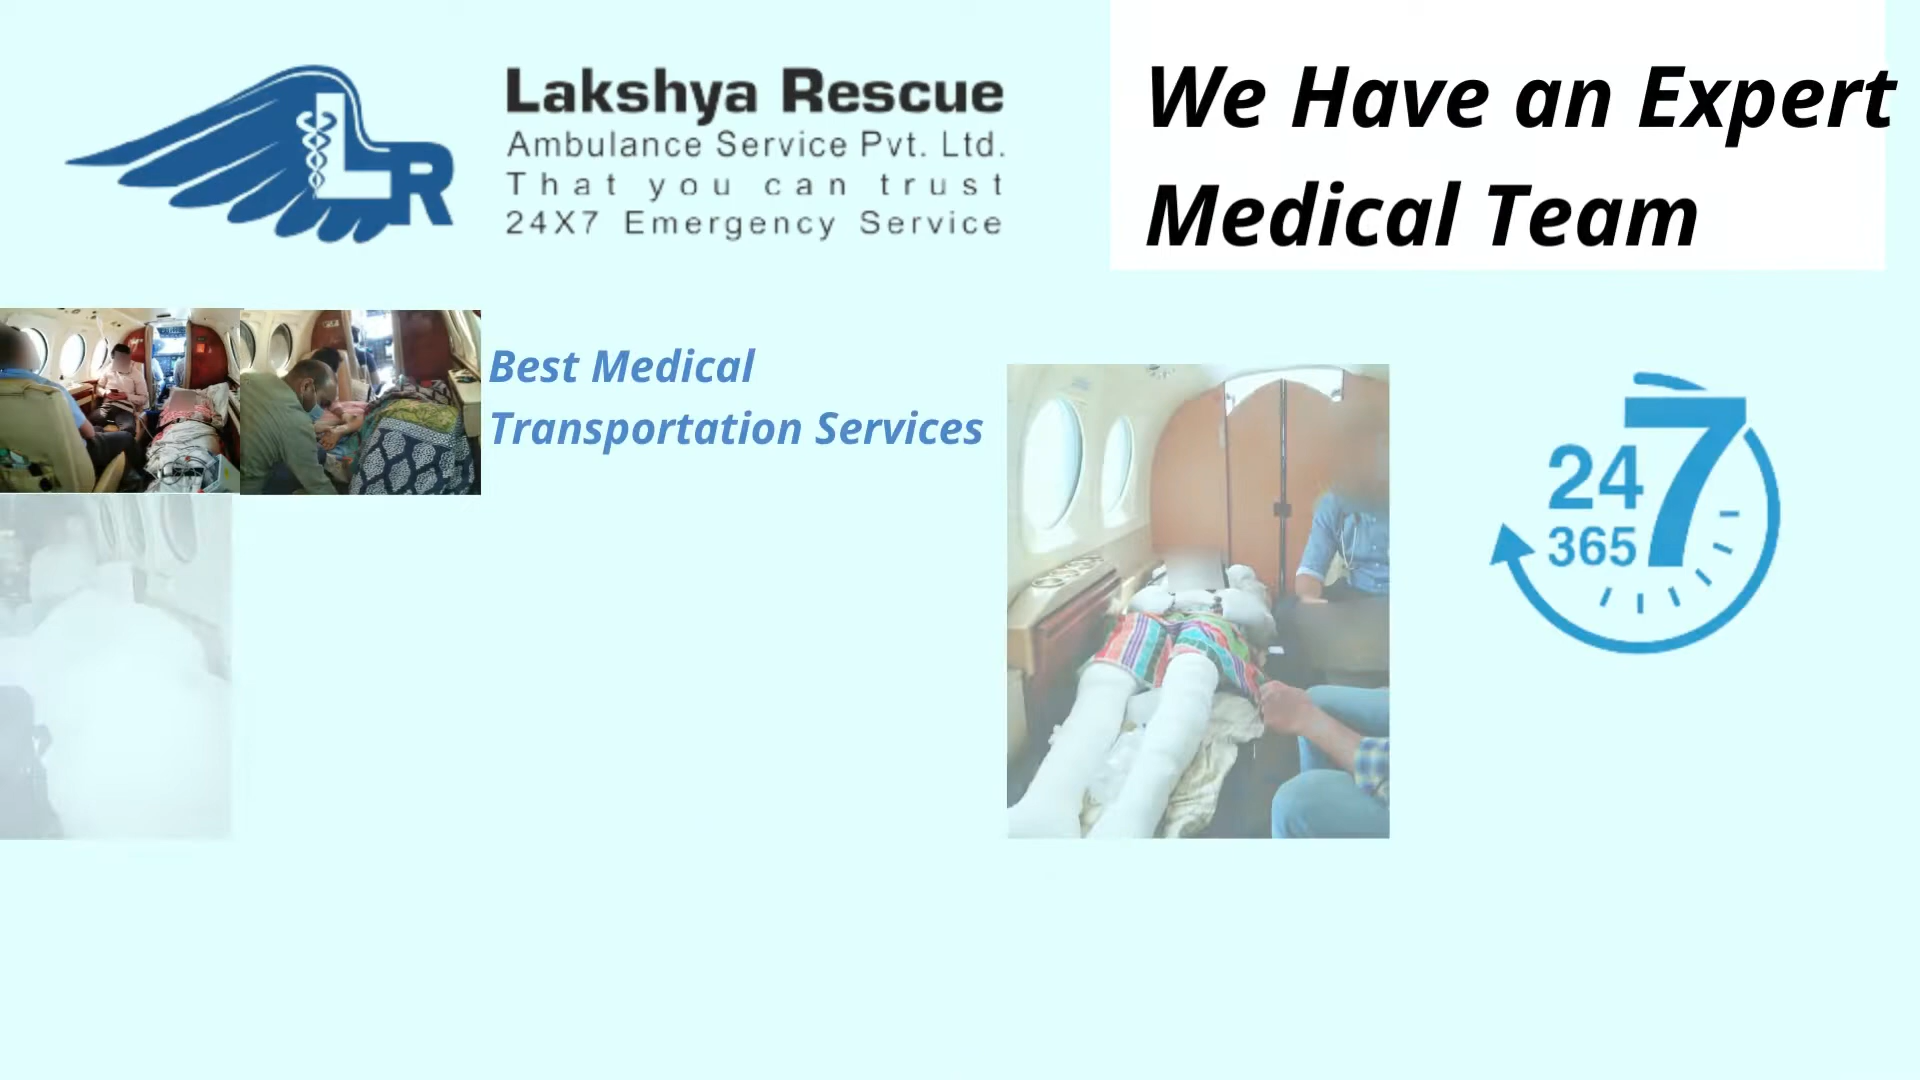 LR
Lakshya Rescue
Ambulance Service Pvt. Ltd.
That you can trust
24X7 Emergency Service
We Have an Expert
Medical Team
Best Medical
Transportation Services
24 7
365